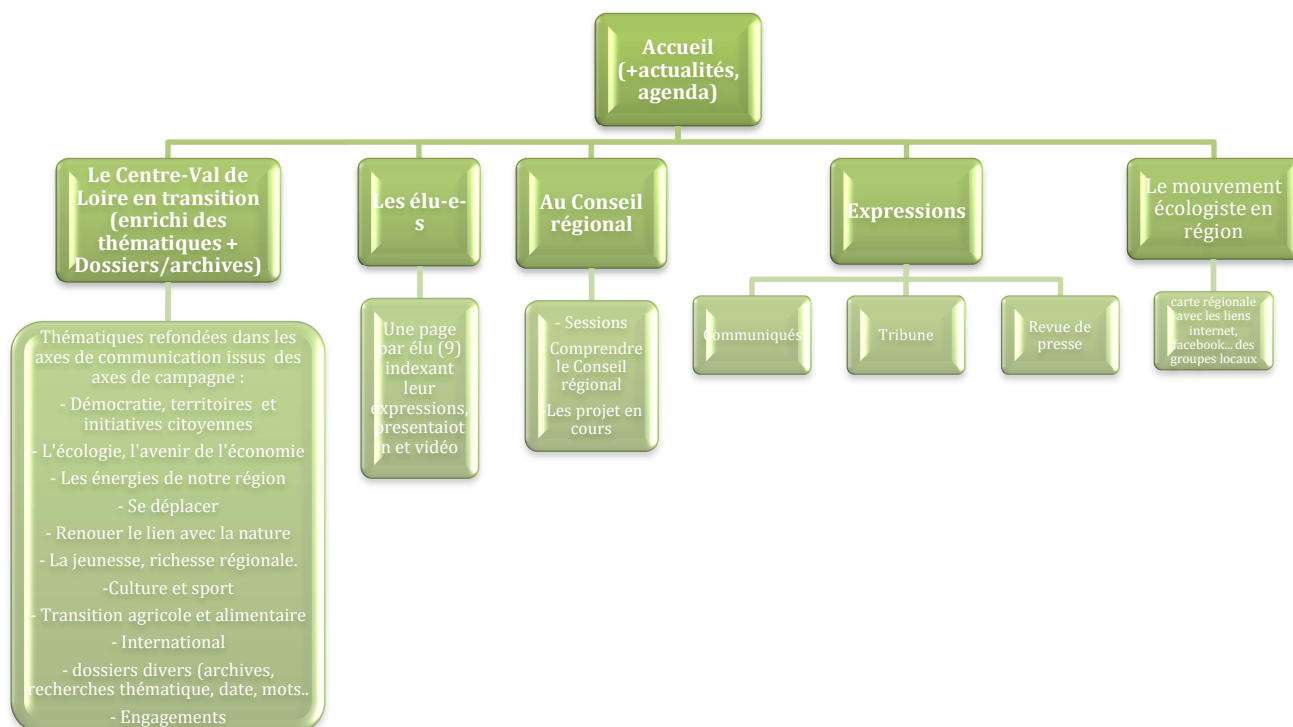 Accueil
(+actualités,
agenda)
Le Centre-Val de
Loire en transition
(enrichi des
thématiques +
Dossiers/archives)
Les élu-e-
s
Au Conseil
régional
Expressions
Le mouvement
écologiste en
région
Thématiques refondées dans les
axes de communication issus des
axes de campagne :
- Démocratie, territoires et
initiatives citoyennes
- L'écologie, l'avenir de l'économie
- Les énergies de notre région
- Se déplacer
- Renouer le lien avec la nature
- La jeunesse, richesse régionale.
-Culture et sport
- Transition agricole et alimentaire
- International
- dossiers divers (archives,
recherches thématique, date, mots..
- Engagements
Une page
par élu (9)
indexant
leur
expressions,
presentaiot
n et vidéo
- Sessions
Comprendre
le Conseil
régional
-Les projet en
cours
Communiqués
Tribune
Revue de
presse
carte régionale
avec les liens
internet,
facebook... des
groupes locaux